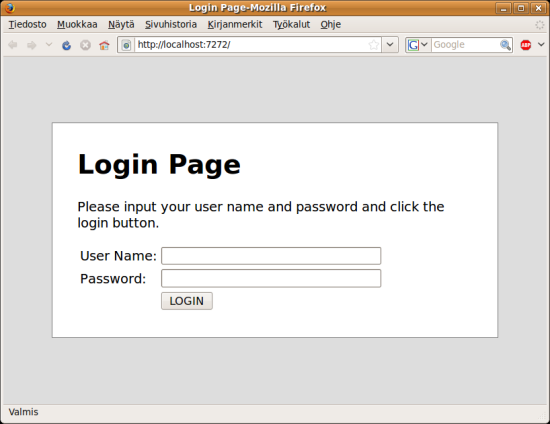 Login Page-Mozilla Firefox
Tiedosto Muokkaa Näytä Sivuhistoria Kirjanmerkit Työkalut Ohje
http://localhost:7272/ G Google ABP
Login Page
Please input your user name and password and click the
login button.
User Name:
Password:
LOGIN
Valmis